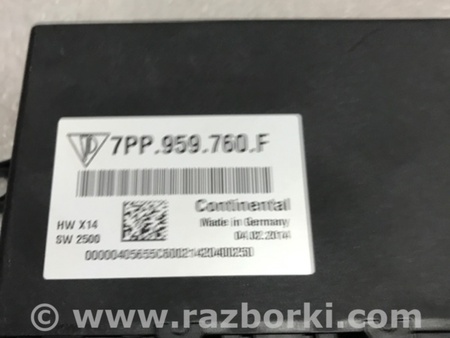 7PP.959.760.F
Continental
Made in Germany
HW X14
SW 2500
04.02.2014
© www.razborki.com